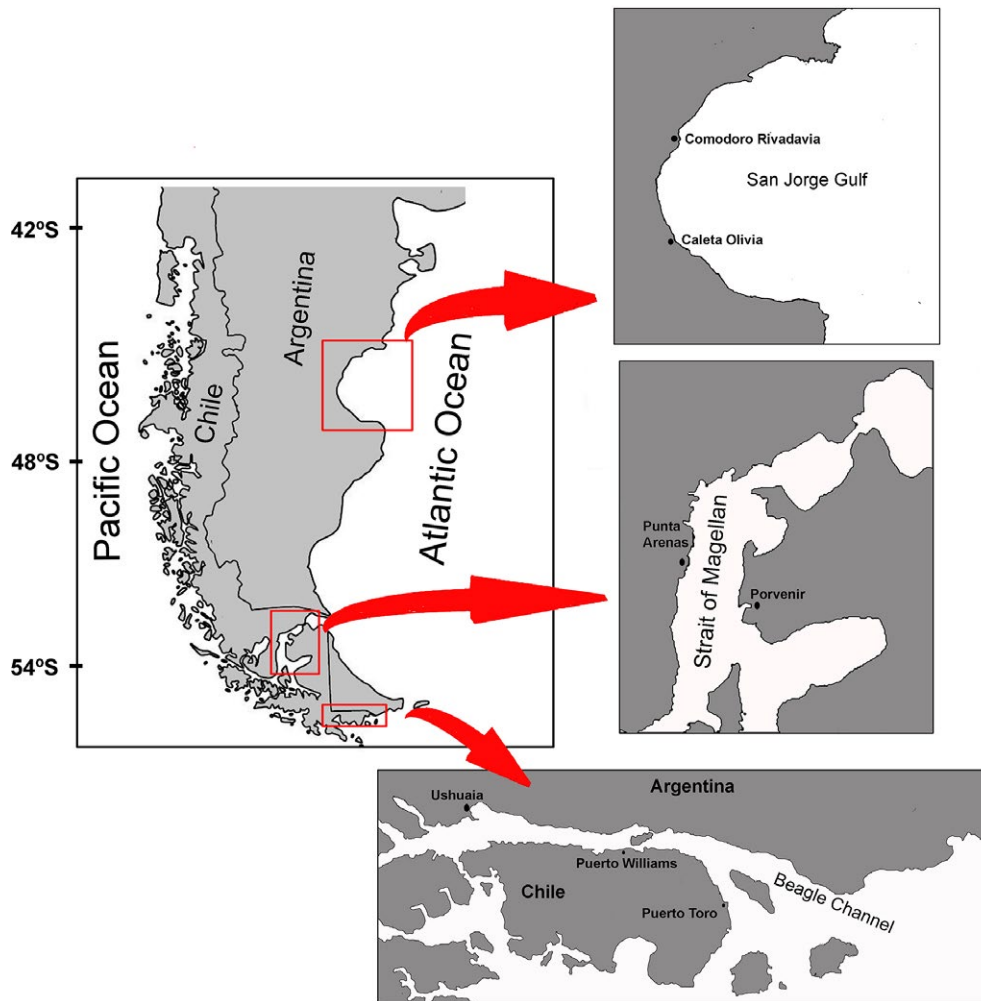 Comodoro Rivadavia
San Jorge Gulf
Caleta Olivia
42ºS
48ºS
54ºS
Pacific Ocean
Chile
Argentina
Atlantic Ocean
Punta
Arenas
Strait of Magellan
Porvenir
Argentina
Ushuaia
Puerto Williams
Chile
Puerto Toro
Beagle Channel